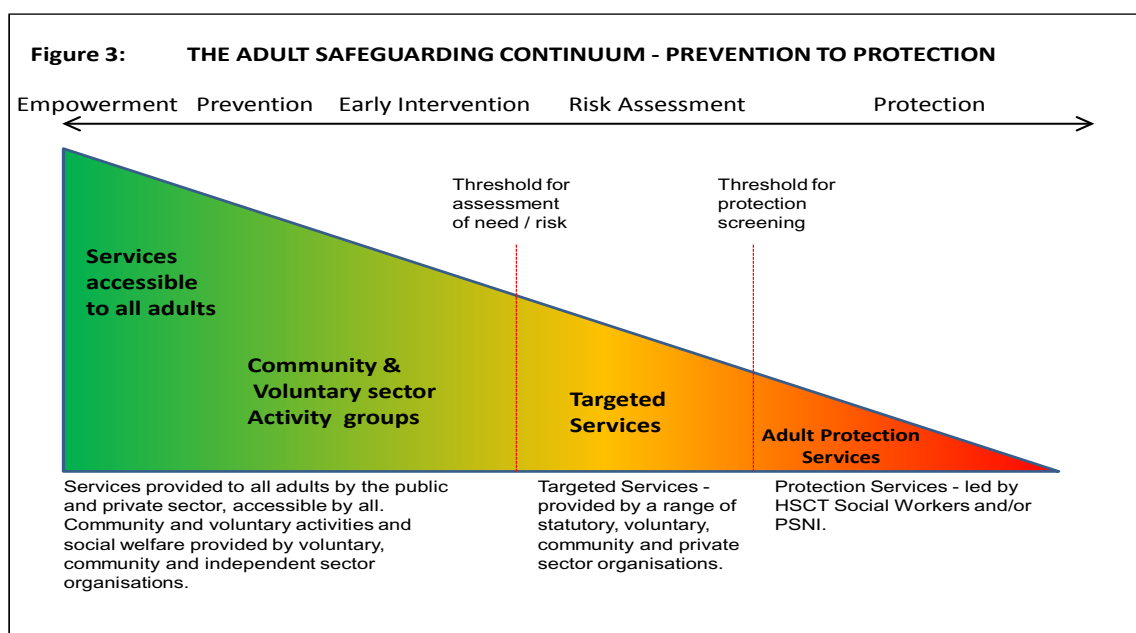 Figure 3: THE ADULT SAFEGUARDING CONTINUUM - PREVENTION TO PROTECTION
Empowerment Prevention Early Intervention Risk Assessment Protection
Threshold for
assessment
of need / risk
Threshold for
protection
screening
Services
accessible
to all adults
Community &
Voluntary sector
Activity groups
Targeted
Services
Adult Protection
Services
Services provided to all adults by the public
and private sector, accessible by all.
Community and voluntary activities and
social welfare provided by voluntary,
community and independent sector
organisations.
Targeted Services -
provided by a range of
statutory, voluntary,
community and private
sector organisations.
Protection Services - led by
HSCT Social Workers and/or
PSNI.